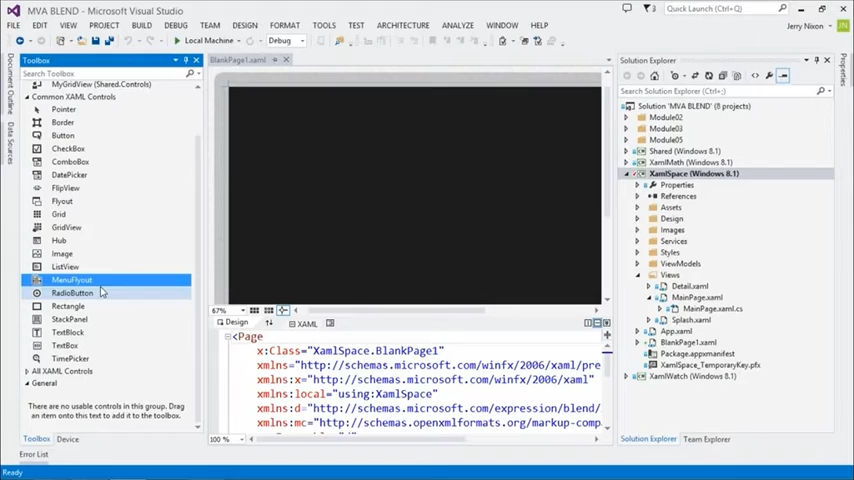 MVA BLEND - Microsoft Visual Studio
3
Quick Launch (Ctrl+Q)
FILE EDIT VIEW PROJECT BUILD DEBUG TEAM DESIGN FORMAT TOOLS TEST ARCHITECTURE ANALYZE WINDOW HELP
Jerry Nixon
JN
Local Machine
Debug
Document Outline
Data Sources
Toolbox
Search Toolbox
MyGridView (Shared.Controls)
Common XAML Controls
Pointer
Border
Button
CheckBox
ComboBox
DatePicker
FlipView
Flyout
Grid
GridView
Hub
Image
ListView
MenuFlyout
RadioButton
Rectangle
StackPanel
TextBlock
TextBox
TimePicker
All XAML Controls
General
There are no usable controls in this group. Drag
an item onto this text to add it to the toolbox.
Toolbox
Device
Error List
Ready
BlankPage1.xaml
67%
Design
XAML
<Page
x:Class="XamlSpace.BlankPage1"
xmlns="http://schemas.microsoft.com/winfx/2006/xaml/pre
xmlns:x="http://schemas.microsoft.com/winfx/2006/xaml"
xmlns:local="using:XamlSpace"
xmlns:d="http://schemas.microsoft.com/expression/blend/
xmlns:mc="http://schemas.openxmlformats.org/markup-comp
100 %
Solution Explorer
Search Solution Explorer (Ctrl+;)
Solution 'MVA BLEND' (8 projects)
Module02
Module03
Module05
Shared (Windows 8.1)
XamlMath (Windows 8.1)
XamlSpace (Windows 8.1)
Properties
References
Assets
Design
Images
Services
Styles
ViewModels
Views
Detail.xaml
MainPage.xaml
MainPage.xaml.cs
Splash.xaml
App.xaml
BlankPage1.xaml
Package.appxmanifest
XamlSpace_TemporaryKey.pfx
XamlWatch (Windows 8.1)
Solution Explorer
Team Explorer
Properties